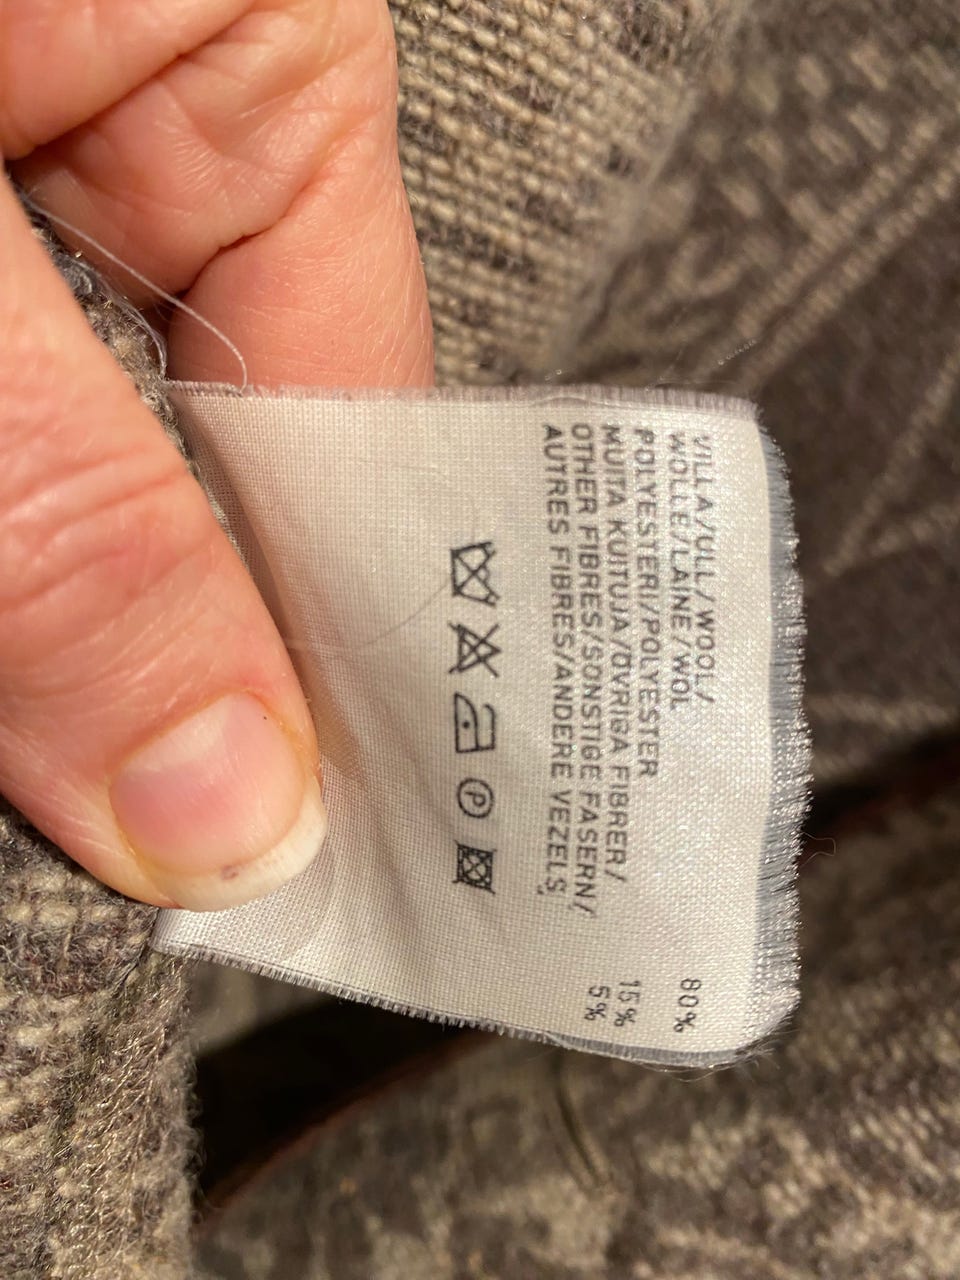 VILLA/ULL/WOOL/
WOLLE/LAINE/WOL 80%
POLYESTERI/POLYESTER 15%
MUITA KUITUJA/ÖVRIGA FIBRER/ 5%
OTHER FIBRES/SONSTIGE FASERN/
AUTRES FIBRES/ANDERE VEZELS
P